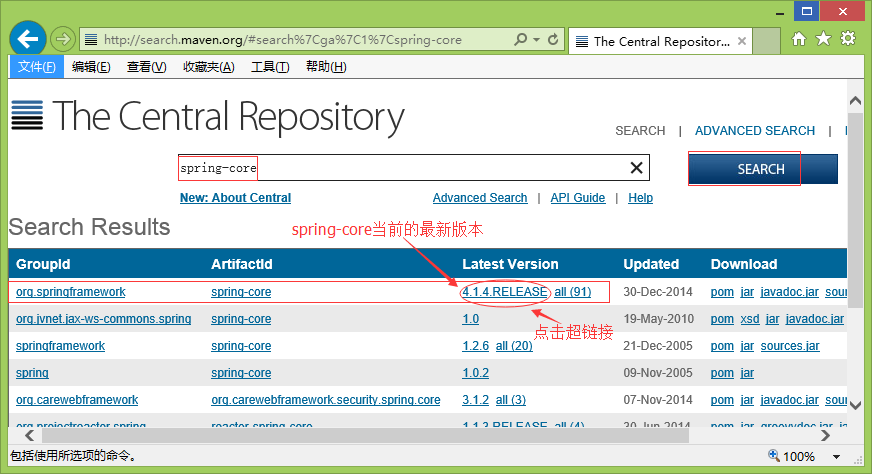 http://search.maven.org/#search%7Cga%7C1%7Cspring-core
The Central Repositor...
文件(F) 编辑(E) 查看(V) 收藏夹(A) 工具(T) 帮助(H)
The Central Repository
SEARCH | ADVANCED SEARCH |
spring-core
SEARCH
New: About Central Advanced Search | API Guide | Help
Search Results
spring-core当前的最新版本
GroupId ArtifactId Latest Version Updated Download
org.springframework spring-core 4.1.4.RELEASE all (91) 30-Dec-2014 pom jar javadoc.jar sour
org.jvnet.jax-ws-commons.spring spring-core 1.0 19-May-2010 pom xsd jar javadoc.jar
点击超链接
springframework spring-core 1.2.6 all (20) 21-Dec-2005 pom jar sources.jar
spring spring-core 1.0.2 09-Nov-2005 pom jar
org.carewebframework org.carewebframework.security.spring.core 3.1.2 all (3) 07-Nov-2014 pom jar javadoc.jar sour
org.projectreactor.spring reactor-spring-core 1.1.3.RELEASE all (4) 30-Jun-2014 pom jar groovydoc.jar
包括使用所选项的命令。 100%